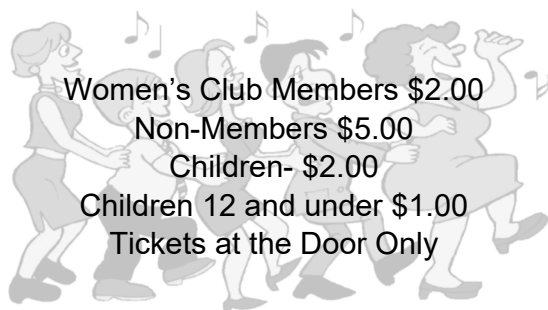 Women’s Club Members $2.00
Non-Members $5.00
Children- $2.00
Children 12 and under $1.00
Tickets at the Door Only